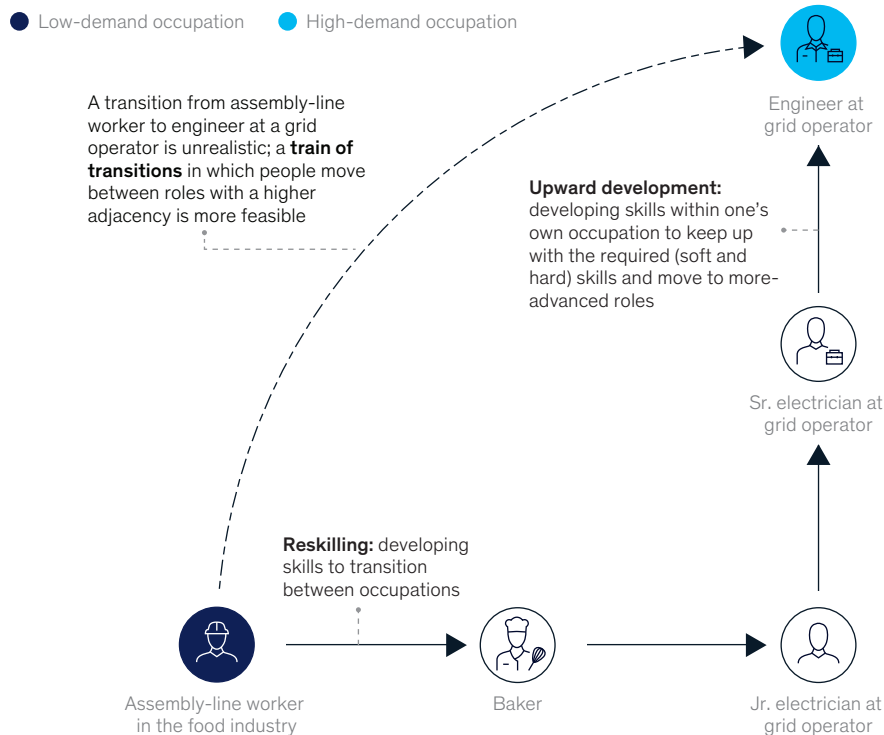 Low-demand occupation
High-demand occupation
A transition from assembly-line
worker to engineer at a grid
operator is unrealistic; a train of
transitions in which people move
between roles with a higher
adjacency is more feasible
Engineer at
grid operator
Upward development:
developing skills within one’s
own occupation to keep up
with the required (soft and
hard) skills and move to more-
advanced roles
Sr. electrician at
grid operator
Reskilling: developing
skills to transition
between occupations
Assembly-line worker
in the food industry
Baker
Jr. electrician at
grid operator